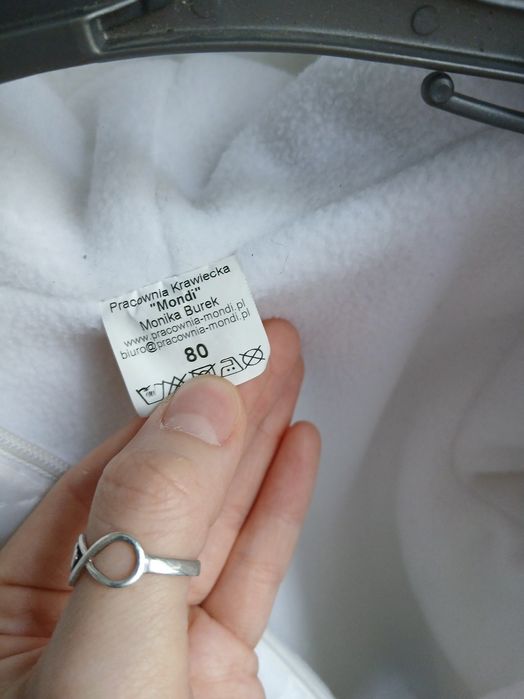 Pracownia Krawiecka
"Mondi"
Monika Burek
www.pracownia-mondi.pl
biuro@pracownia-mondi.pl
80